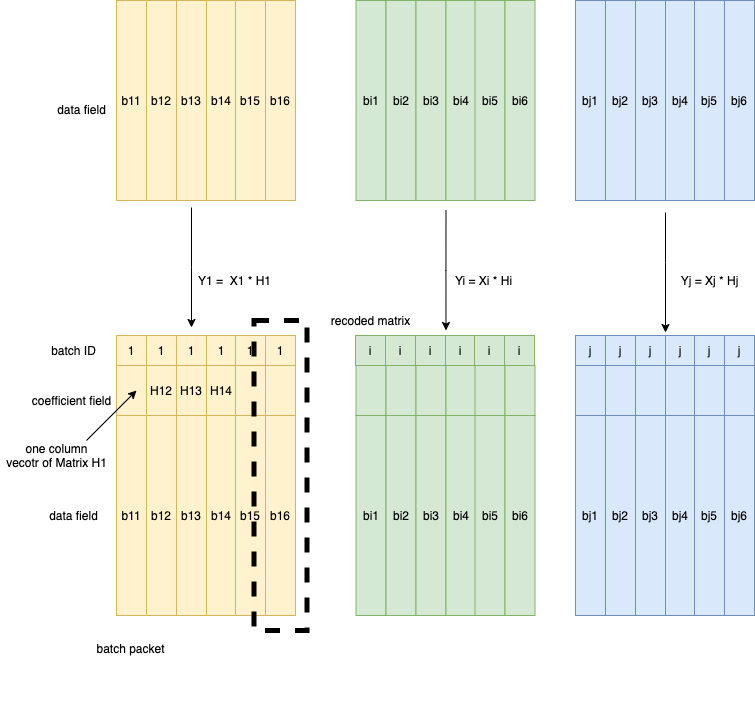 data field
b11 b12 b13 b14 b15 b16
bi1 bi2 bi3 bi4 bi5 bi6
bj1 bj2 bj3 bj4 bj5 bj6
Y1 = X1 * H1
Yi = Xi * Hi
Yj = Xj * Hj
recoded matrix
batch ID
1 1 1 1 1 1
i i i i i i
j j j j j j
coefficient field
H12 H13 H14
one column
vecotr of Matrix H1
data field
b11 b12 b13 b14 b15 b16
bi1 bi2 bi3 bi4 bi5 bi6
bj1 bj2 bj3 bj4 bj5 bj6
batch packet